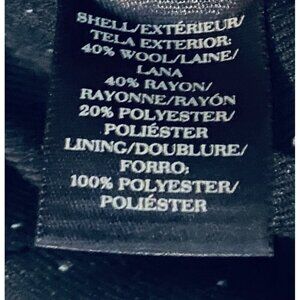 SHELL/EXTÉRIEUR/
TELA EXTERIOR:
40% WOOL/LAINE/
LANA
40% RAYON/
RAYONNE/RAYÓN
20% POLYESTER/
POLIÉSTER
LINING/DOUBLURE/
FORRO:
100% POLYESTER/
POLIÉSTER